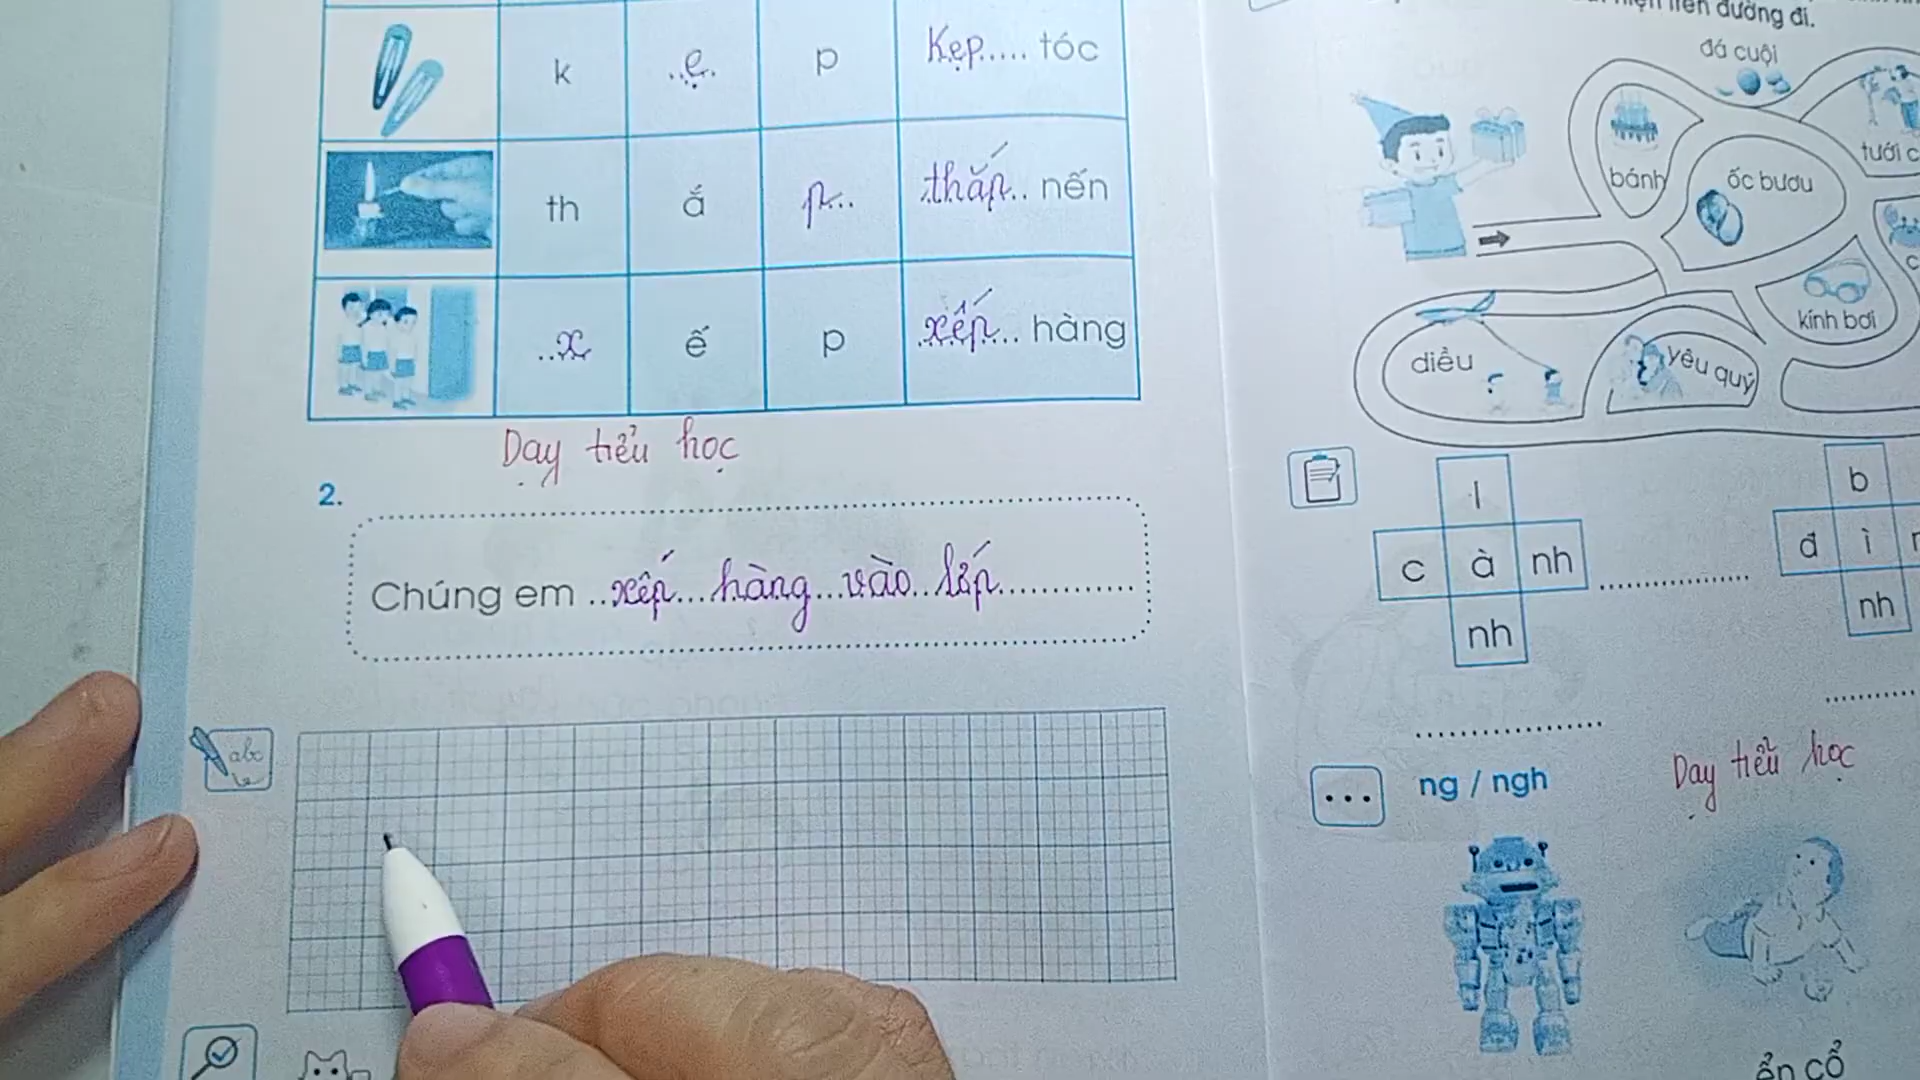 k ..ẹ.. p Kẹp..... tóc
th ắ p... thắp.. nến
..x ế p .xếp... hàng
Dạy tiểu học
2.
Chúng em ..xếp...hàng...vào..lớp............
abc
trên đường đi.
đá cuội
bánh
ốc bươu
tưới c
kính bơi
diều
yêu quý
l
c à nh ............
nh
............
b
đ ì
nh
............
... ng / ngh
Dạy tiểu học
ẩn cổ